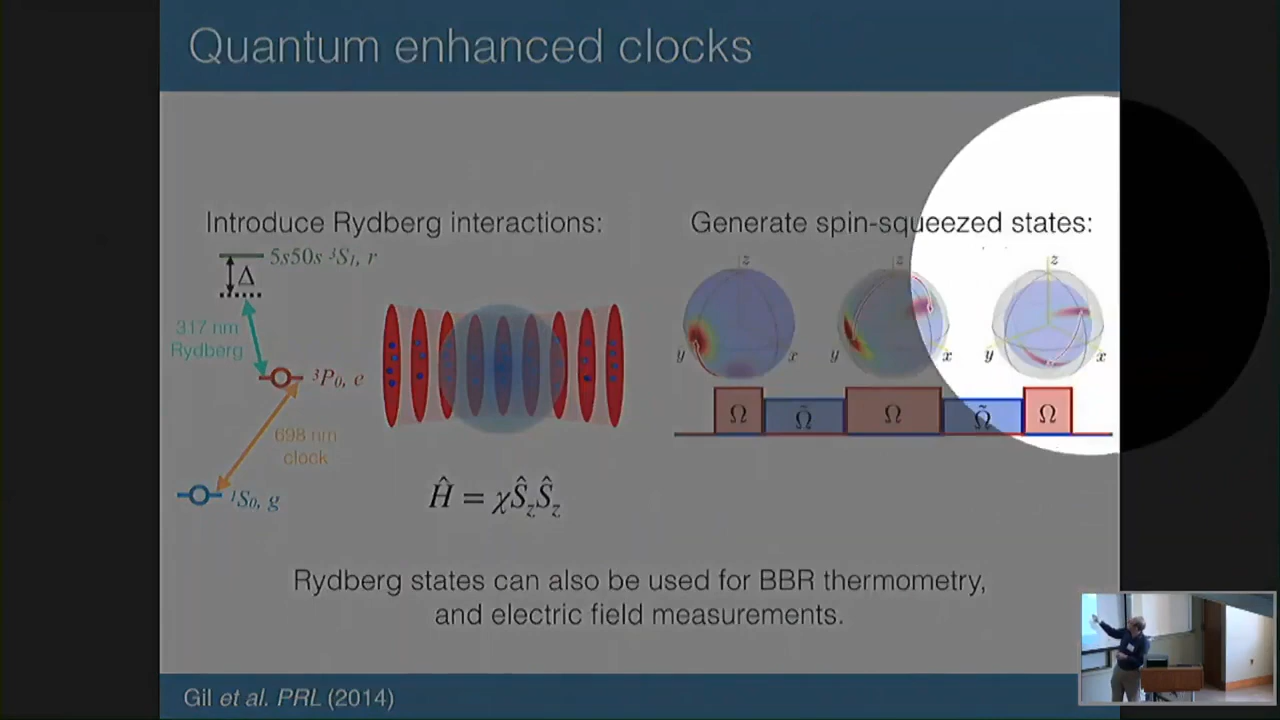 Quantum enhanced clocks
Introduce Rydberg interactions:
5s50s ³S₁, r
Δ
317 nm
Rydberg
³P₀, e
698 nm
clock
¹S₀, g
Ĥ = χŜ_zŜ_z
Generate spin-squeezed states:
z z z
y x y x y x
Ω Ω̃ Ω Ω̃ Ω
Rydberg states can also be used for BBR thermometry,
and electric field measurements.
Gil et al. PRL (2014)